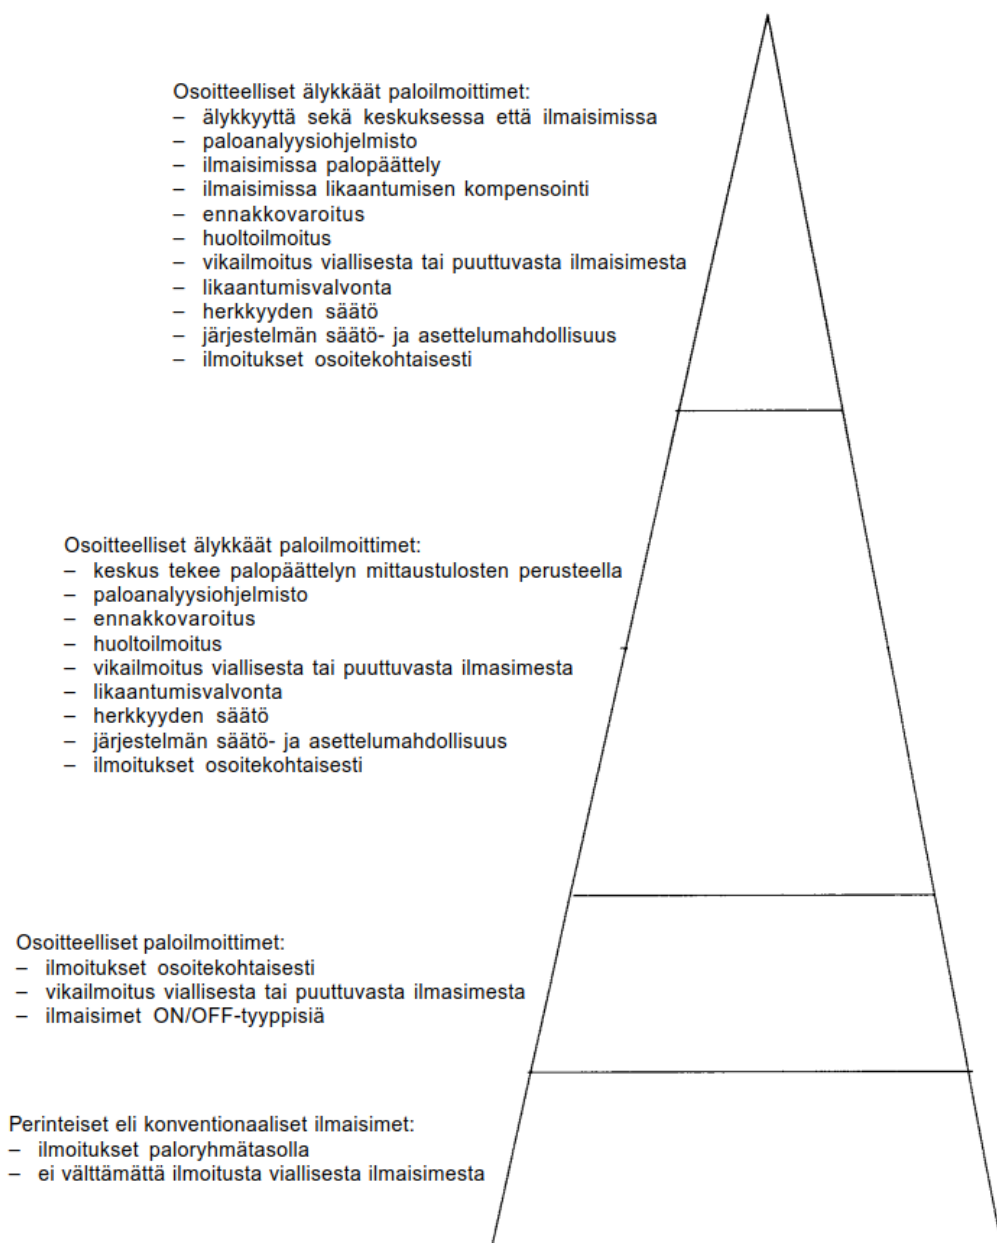 Osoitteelliset älykkäät paloilmoittimet:
– älykkyyttä sekä keskuksessa että ilmaisimissa
– paloanalyysiohjelmisto
– ilmaisimissa palopäättely
– ilmaisimissa likaantumisen kompensointi
– ennakkovaroitus
– huoltoilmoitus
– vikailmoitus viallisesta tai puuttuvasta ilmaisimesta
– likaantumisvalvonta
– herkkyyden säätö
– järjestelmän säätö- ja asettelumahdollisuus
– ilmoitukset osoitekohtaisesti
Osoitteelliset älykkäät paloilmoittimet:
– keskus tekee palopäättelyn mittaustulosten perusteella
– paloanalyysiohjelmisto
– ennakkovaroitus
– huoltoilmoitus
– vikailmoitus viallisesta tai puuttuvasta ilmasimesta
– likaantumisvalvonta
– herkkyyden säätö
– järjestelmän säätö- ja asettelumahdollisuus
– ilmoitukset osoitekohtaisesti
Osoitteelliset paloilmoittimet:
– ilmoitukset osoitekohtaisesti
– vikailmoitus viallisesta tai puuttuvasta ilmasimesta
– ilmaisimet ON/OFF-tyyppisiä
Perinteiset eli konventionaaliset ilmaisimet:
– ilmoitukset paloryhmätasolla
– ei välttämättä ilmoitusta viallisesta ilmaisimesta